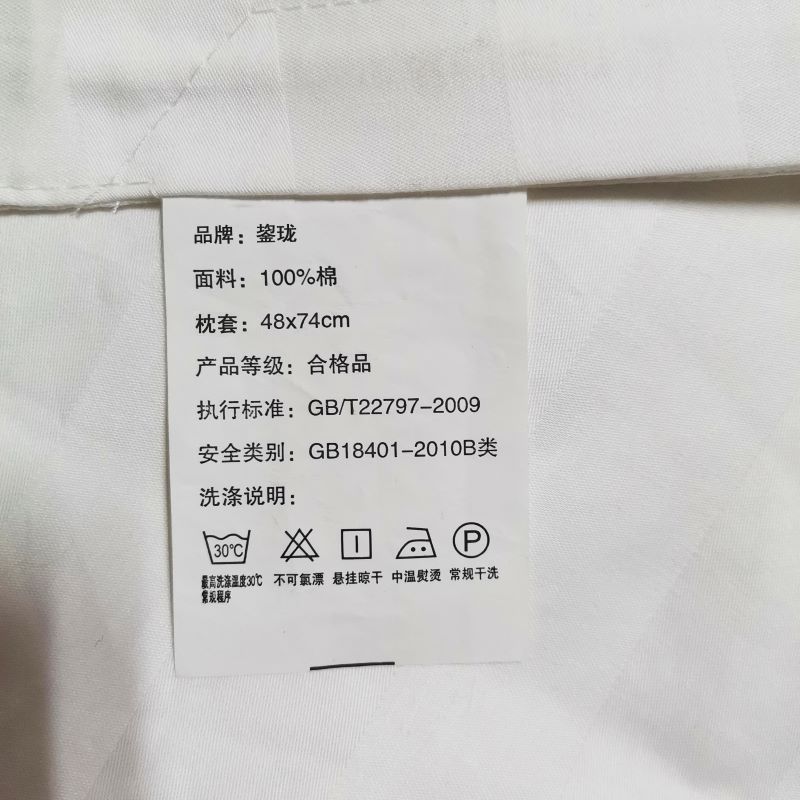 品牌：鋆珑
面料：100%棉
枕套：48x74cm
产品等级：合格品
执行标准：GB/T22797-2009
安全类别：GB18401-2010B类
洗涤说明：
30℃ P
最高洗涤温度30℃ 不可氯漂 悬挂晾干 中温熨烫 常规干洗
常规程序